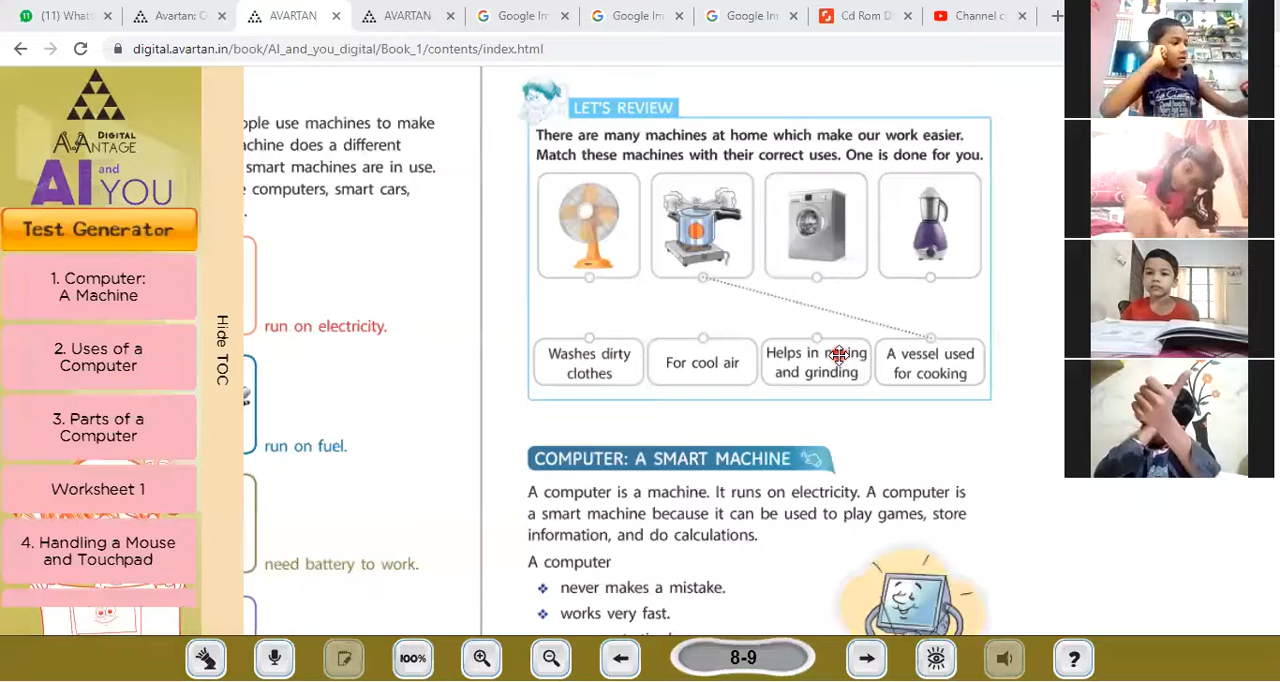 (11) What:
Avartan: C
AVARTAN
AVARTAN
Google Im
Google Im
Google Im
Cd Rom D
Channel c
digital.avartan.in/book/AI_and_you_digital/Book_1/contents/index.html
DIGITAL
AVANTAGE
AI and YOU
Test Generator
1. Computer:
A Machine
2. Uses of a
Computer
3. Parts of a
Computer
Worksheet 1
4. Handling a Mouse
and Touchpad
Hide TOC
ople use machines to make
achine does a different
smart machines are in use.
e computers, smart cars,
run on electricity.
run on fuel.
need battery to work.
LET'S REVIEW
There are many machines at home which make our work easier.
Match these machines with their correct uses. One is done for you.
Washes dirty
clothes
For cool air
Helps in
and grinding
A vessel used
for cooking
COMPUTER: A SMART MACHINE
A computer is a machine. It runs on electricity. A computer is
a smart machine because it can be used to play games, store
information, and do calculations.
A computer
❖ never makes a mistake.
❖ works very fast.
100%
8-9
?